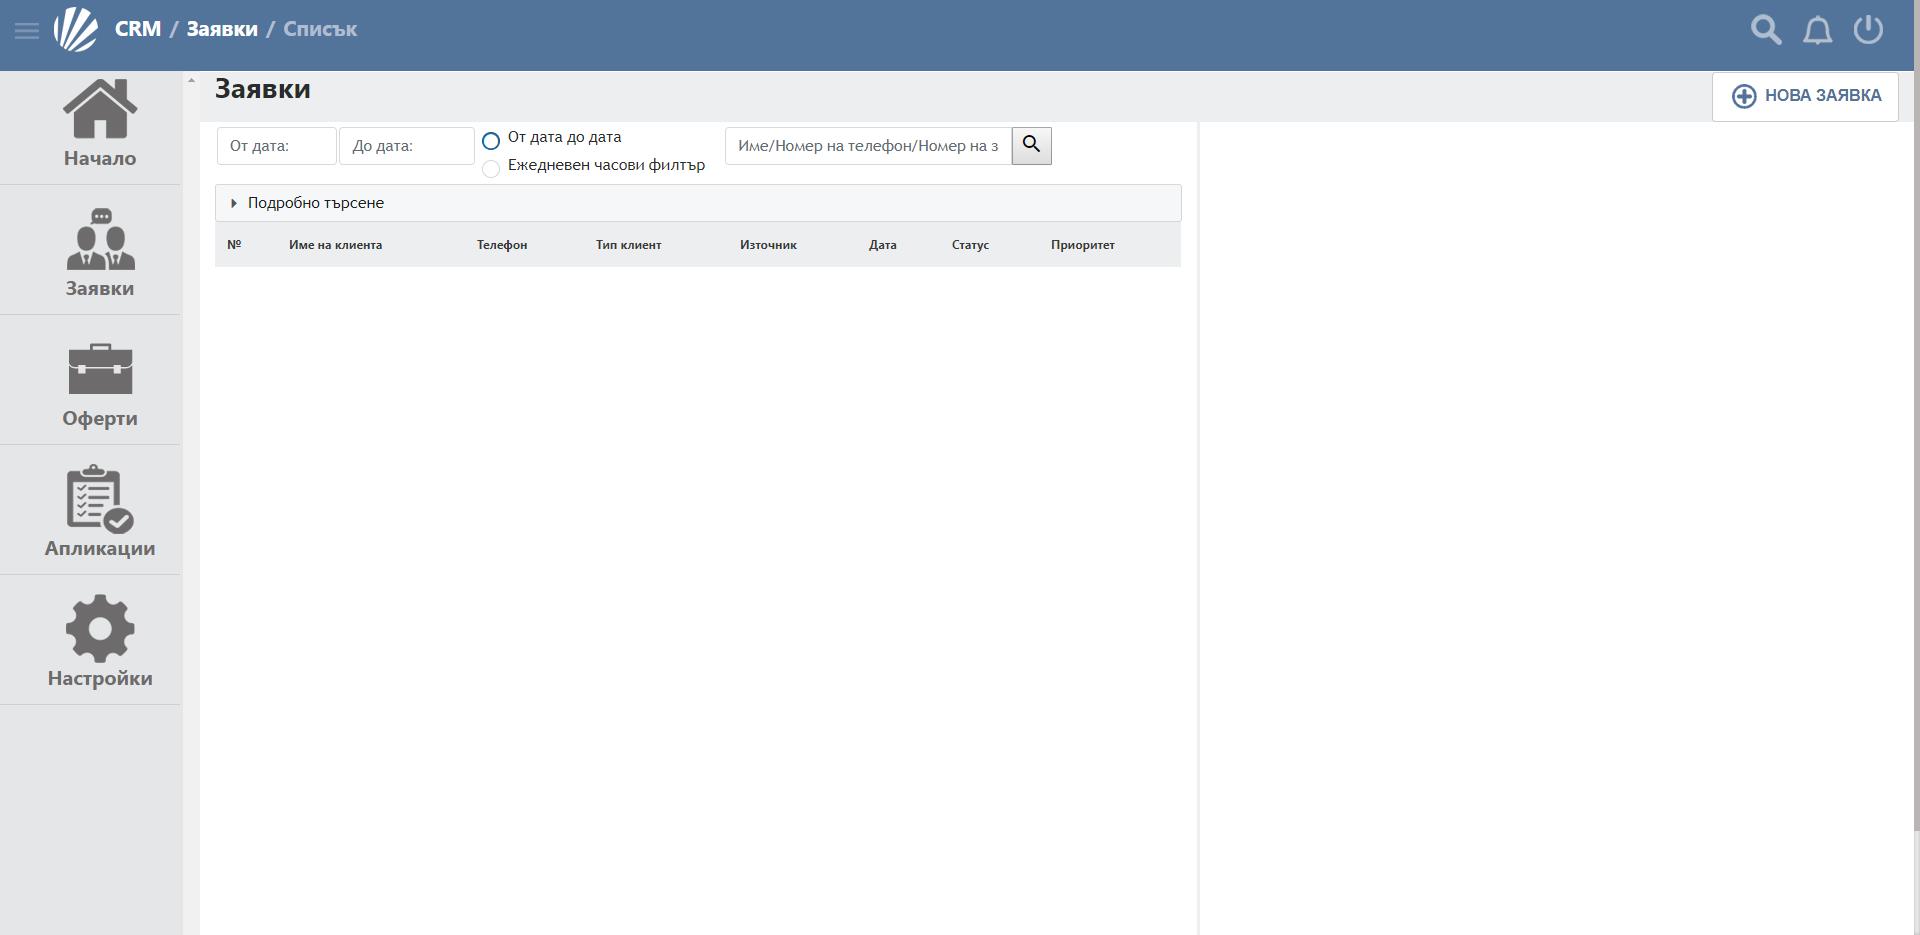 CRM / Заявки / Списък
Начало
Заявки
Оферти
Апликации
Настройки
Заявки
НОВА ЗАЯВКА
От дата:
До дата:
От дата до дата
Ежедневен часови филтър
Име/Номер на телефон/Номер на з
Подробно търсене
№ Име на клиента Телефон Тип клиент Източник Дата Статус Приоритет